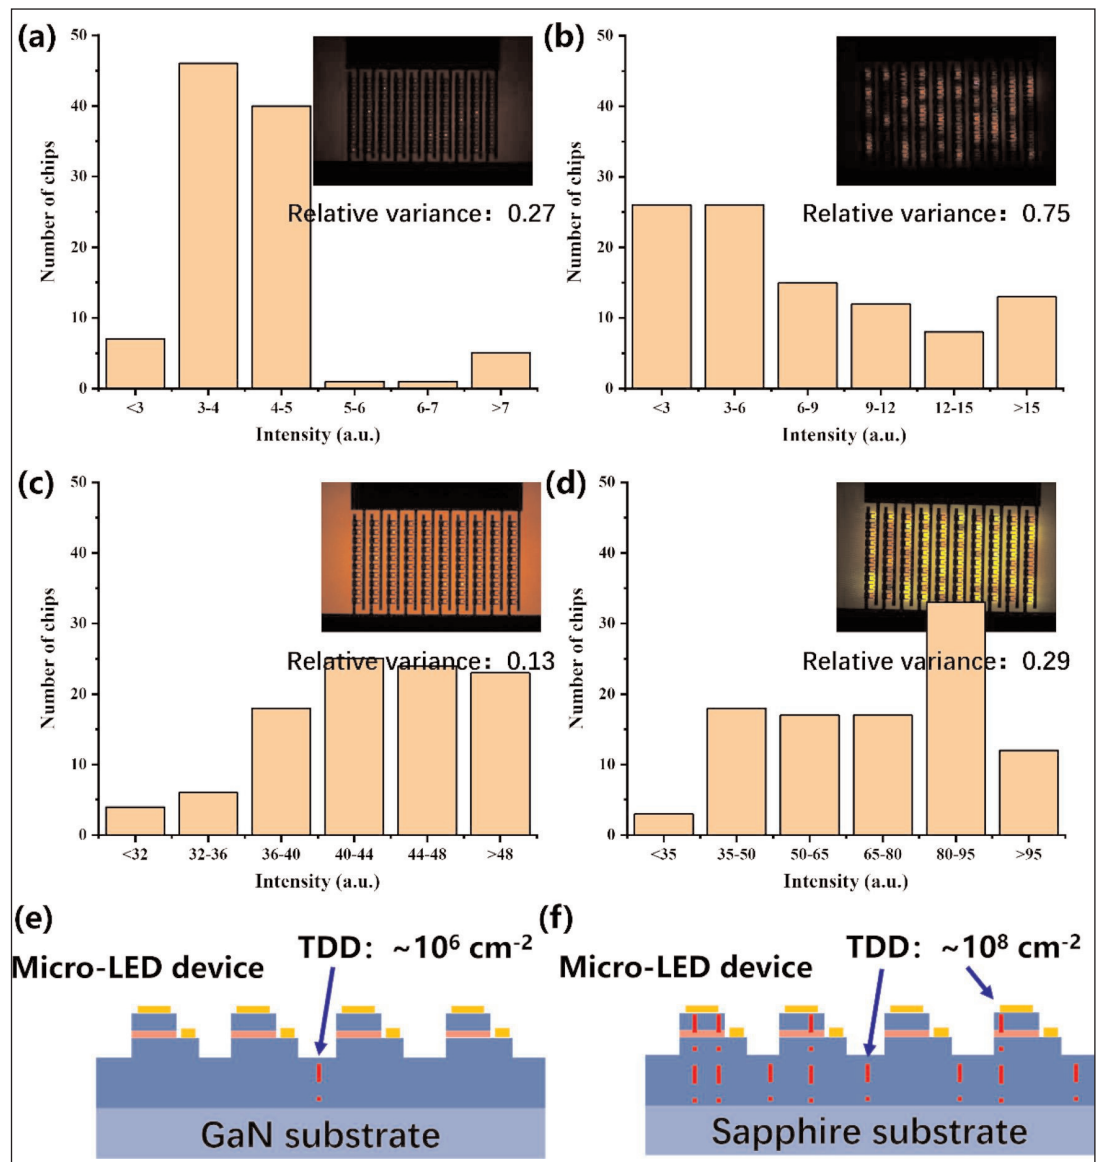 (a)
50
40
30
20
10
0
Number of chips
Relative variance： 0.27
<3 3-4 4-5 5-6 6-7 >7
Intensity (a.u.)
(b)
50
40
30
20
10
0
Number of chips
Relative variance： 0.75
<3 3-6 6-9 9-12 12-15 >15
Intensity (a.u.)
(c)
50
40
30
20
10
0
Number of chips
Relative variance： 0.13
<32 32-36 36-40 40-44 44-48 >48
Intensity (a.u.)
(d)
50
40
30
20
10
0
Number of chips
Relative variance： 0.29
<35 35-50 50-65 65-80 80-95 >95
Intensity (a.u.)
(e)
TDD： ~10⁶ cm⁻²
Micro-LED device
GaN substrate
(f)
TDD： ~10⁸ cm⁻²
Micro-LED device
Sapphire substrate